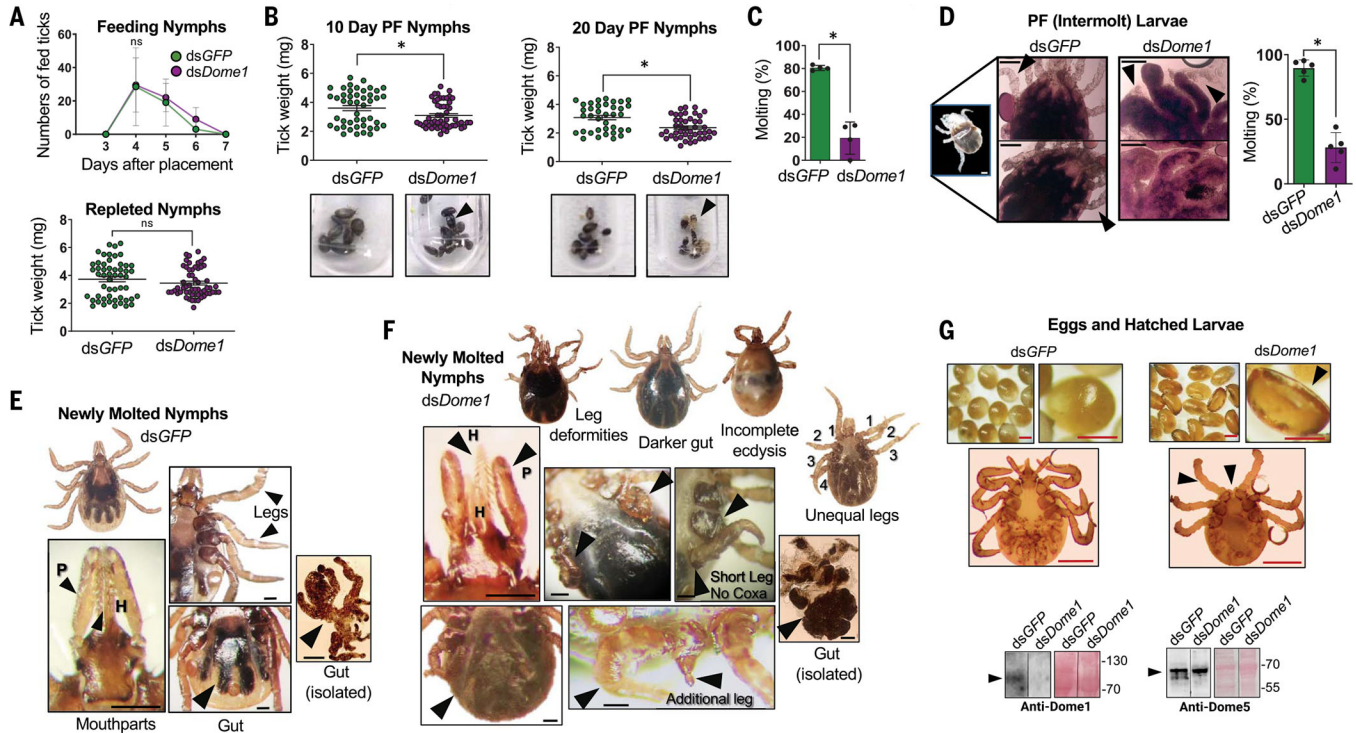 A
Feeding Nymphs
Numbers of fed ticks
60
40
20
0
ns
dsGFP
dsDome1
3 4 5 6 7
Days after placement
Repleted Nymphs
Tick weight (mg)
8
6
4
2
0
ns
dsGFP dsDome1
B
10 Day PF Nymphs
Tick weight (mg)
8
6
4
2
0
*
dsGFP dsDome1
20 Day PF Nymphs
Tick weight (mg)
8
6
4
2
0
*
dsGFP dsDome1
C
Molting (%)
100
80
60
40
20
0
*
dsGFP dsDome1
D
PF (Intermolt) Larvae
dsGFP dsDome1
Molting (%)
100
50
0
*
dsGFP
dsDome1
E
Newly Molted Nymphs
dsGFP
Legs
P
H
Mouthparts
Gut
Gut
(isolated)
F
Newly Molted
Nymphs
dsDome1
Leg
deformities
Darker gut
Incomplete
ecdysis
1 1
2 2
3 3
4
Unequal legs
H
P
H
Short Leg
No Coxa
Additional leg
Gut
(isolated)
G
Eggs and Hatched Larvae
dsGFP
dsDome1
dsGFP
dsDome1
dsGFP
dsDome1
-130
-70
Anti-Dome1
dsGFP
dsDome1
dsGFP
dsDome1
-70
-55
Anti-Dome5